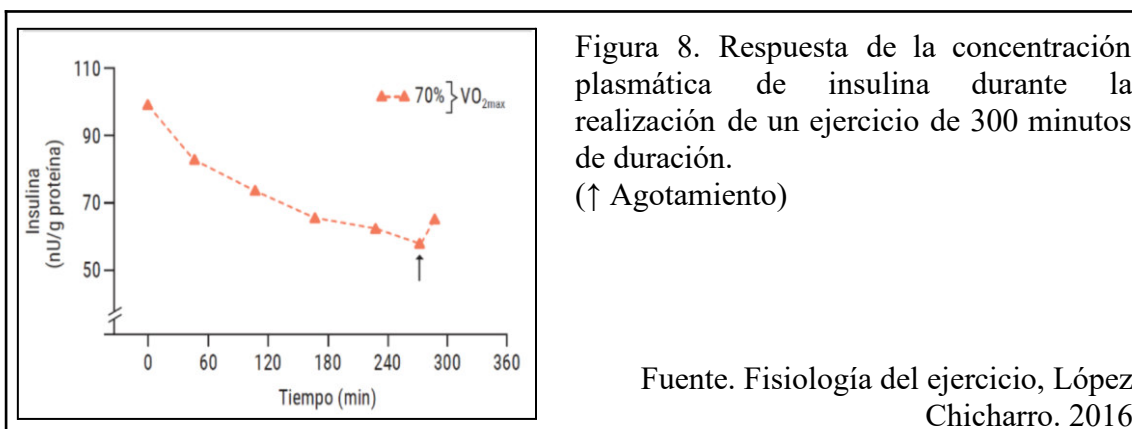 110
90
70
50
Insulina
(nU/g proteína)
70% } VO2max
0 60 120 180 240 300 360
Tiempo (min)
Figura 8. Respuesta de la concentración
plasmática de insulina durante la
realización de un ejercicio de 300 minutos
de duración.
(↑ Agotamiento)
Fuente. Fisiología del ejercicio, López
Chicharro. 2016